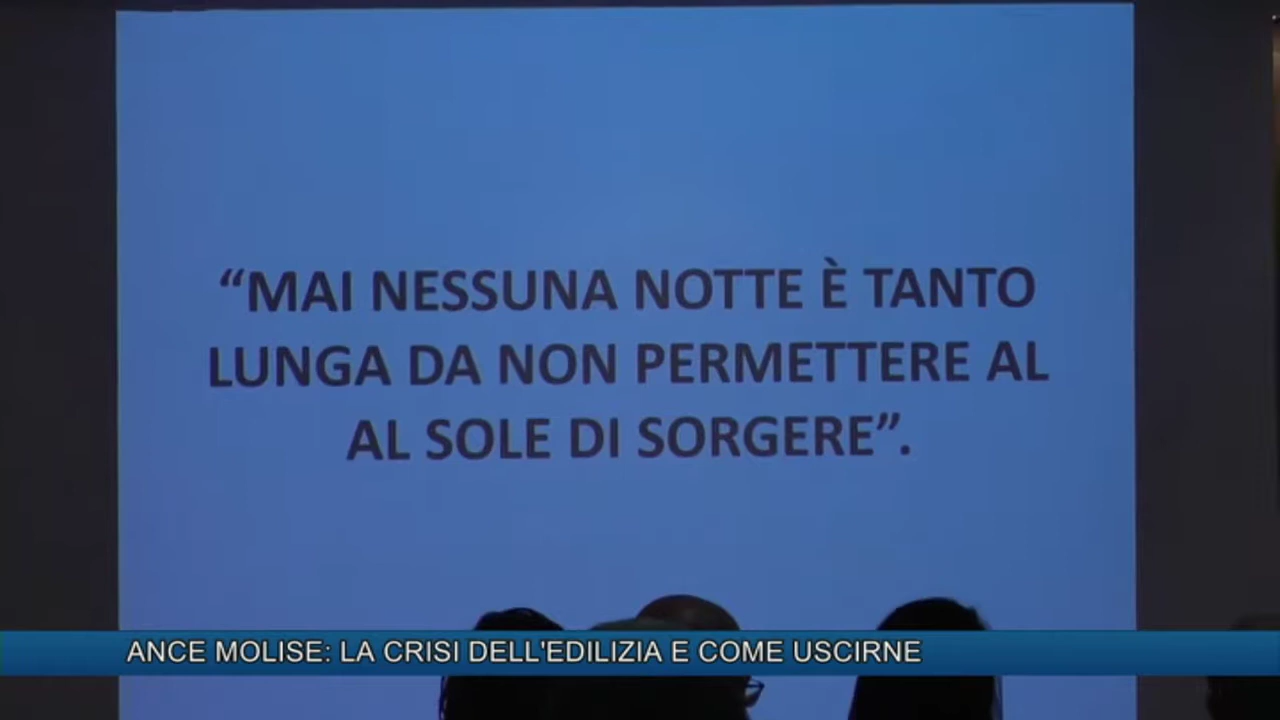 “MAI NESSUNA NOTTE È TANTO
LUNGA DA NON PERMETTERE AL
AL SOLE DI SORGERE”.
ANCE MOLISE: LA CRISI DELL'EDILIZIA E COME USCIRNE